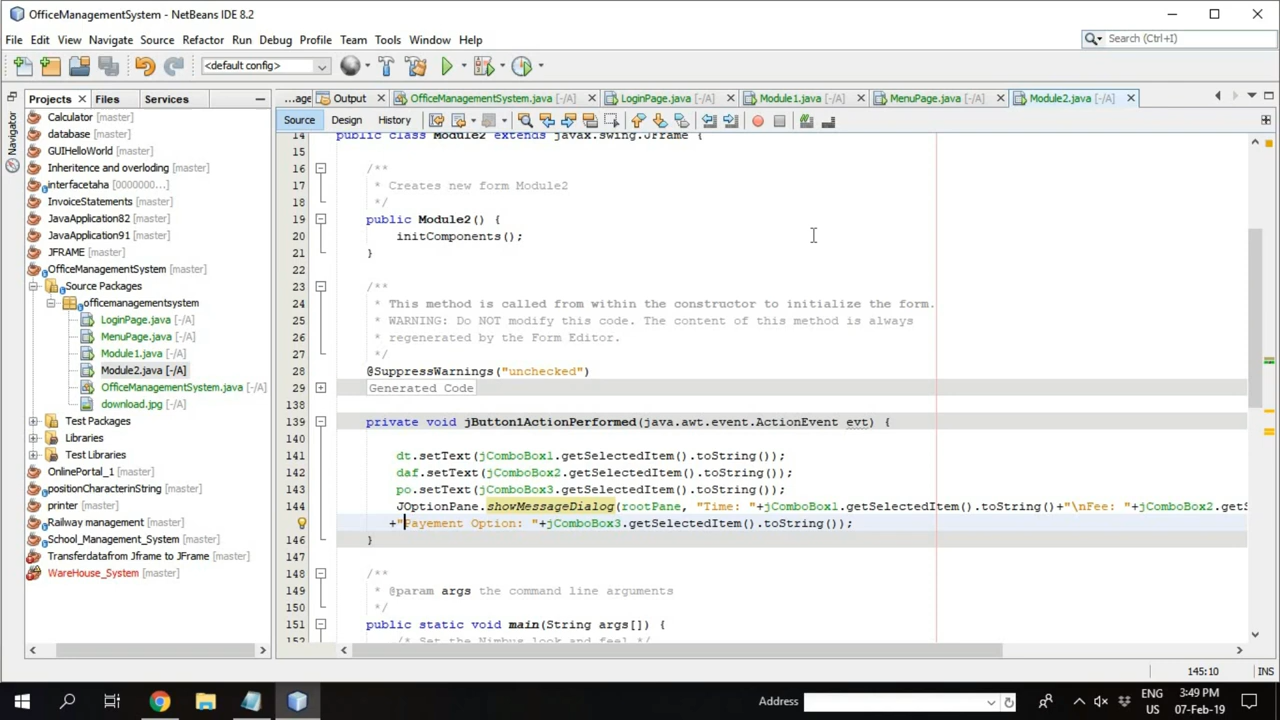 OfficeManagementSystem - NetBeans IDE 8.2
File Edit View Navigate Source Refactor Run Debug Profile Team Tools Window Help
Search (Ctrl+I)
<default config>
Projects Files Services
...age Output OfficeManagementSystem.java [-/A] LoginPage.java [-/A] Module1.java [-/A] MenuPage.java [-/A] Module2.java [-/A]
Source Design History
Navigator
Calculator [master]
database [master]
GUIHelloWorld [master]
Inheritence and overloding [master]
interfacetaha [0000000...]
InvoiceStatements [master]
JavaApplication82 [master]
JavaApplication91 [master]
JFRAME [master]
OfficeManagementSystem [master]
Source Packages
officemanagementsystem
LoginPage.java [-/A]
MenuPage.java [-/A]
Module1.java [-/A]
Module2.java [-/A]
OfficeManagementSystem.java [-/A]
download.jpg [-/A]
Test Packages
Libraries
Test Libraries
OnlinePortal_1 [master]
positionCharacterinString [master]
printer [master]
Railway management [master]
School_Management_System [master]
Transferdatafrom Jframe to JFrame [master]
WareHouse_System [master]
14 public class Module2 extends javax.swing.JFrame {
15
16 /**
17 * Creates new form Module2
18 */
19 public Module2() {
20 initComponents();
21 }
22
23 /**
24 * This method is called from within the constructor to initialize the form.
25 * WARNING: Do NOT modify this code. The content of this method is always
26 * regenerated by the Form Editor.
27 */
28 @SuppressWarnings("unchecked")
29 Generated Code
138
139 private void jButton1ActionPerformed(java.awt.event.ActionEvent evt) {
140
141 dt.setText(jComboBox1.getSelectedItem().toString());
142 daf.setText(jComboBox2.getSelectedItem().toString());
143 po.setText(jComboBox3.getSelectedItem().toString());
144 JOptionPane.showMessageDialog(rootPane, "Time: "+jComboBox1.getSelectedItem().toString()+"\nFee: "+jComboBox2.getS
+"Payement Option: "+jComboBox3.getSelectedItem().toString());
146 }
147
148 /**
149 * @param args the command line arguments
150 */
151 public static void main(String args[]) {
152 /* Set the Nimbus look and feel */
145:10 INS
Address
ENG
US
3:49 PM
07-Feb-19